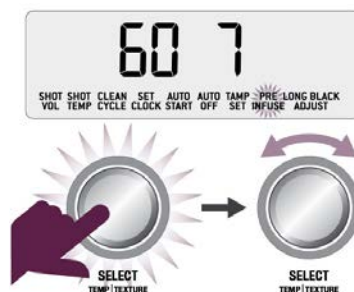 60 7
SHOT SHOT CLEAN SET AUTO AUTO TAMP PRE LONG BLACK
VOL TEMP CYCLE CLOCK START OFF SET INFUSE ADJUST
SELECT
TEMP|TEXTURE
SELECT
TEMP|TEXTURE